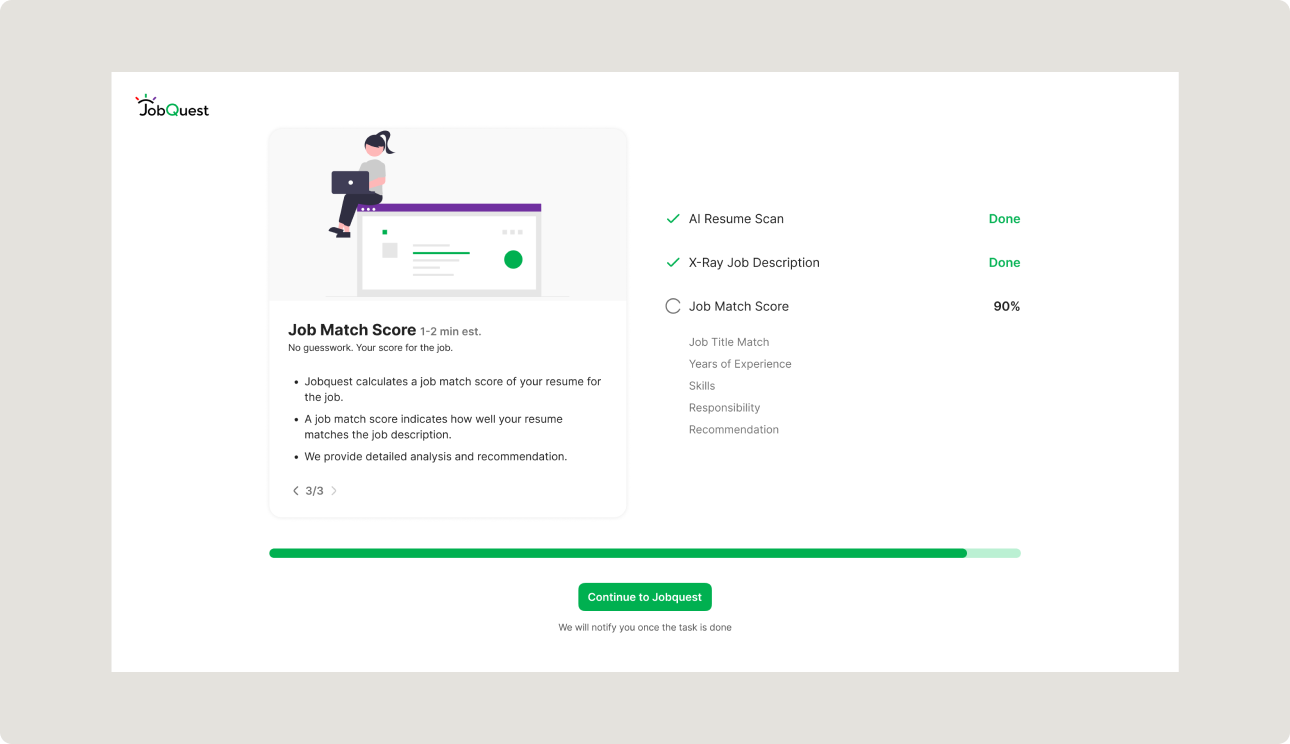 JobQuest
Job Match Score 1-2 min est.
No guesswork. Your score for the job.
• Jobquest calculates a job match score of your resume for
the job.
• A job match score indicates how well your resume
matches the job description.
• We provide detailed analysis and recommendation.
3/3
AI Resume Scan Done
X-Ray Job Description Done
Job Match Score 90%
Job Title Match
Years of Experience
Skills
Responsibility
Recommendation
Continue to Jobquest
We will notify you once the task is done